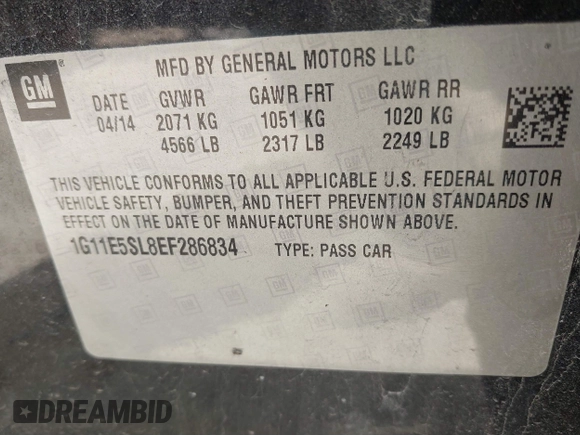 GM
MFD BY GENERAL MOTORS LLC
DATE GVWR GAWR FRT GAWR RR
04/14 2071 KG 1051 KG 1020 KG
4566 LB 2317 LB 2249 LB
THIS VEHICLE CONFORMS TO ALL APPLICABLE U.S. FEDERAL MOTOR
VEHICLE SAFETY, BUMPER, AND THEFT PREVENTION STANDARDS IN
EFFECT ON THE DATE OF MANUFACTURE SHOWN ABOVE.
1G11E5SL8EF286834 TYPE: PASS CAR
DREAMBID